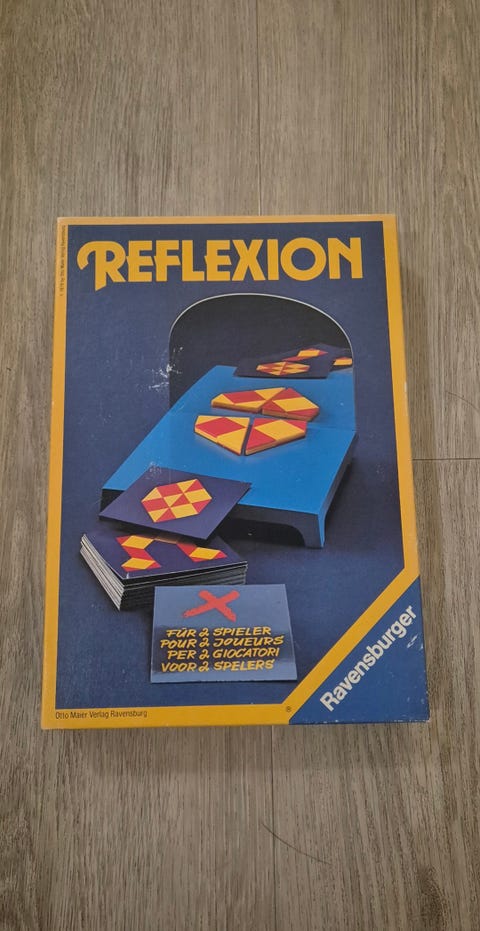 REFLEXION
FÜR 2 SPIELER
POUR 2 JOUEURS
PER 2 GIOCATORI
VOOR 2 SPELERS
Otto Maier Verlag Ravensburg
®
Ravensburger